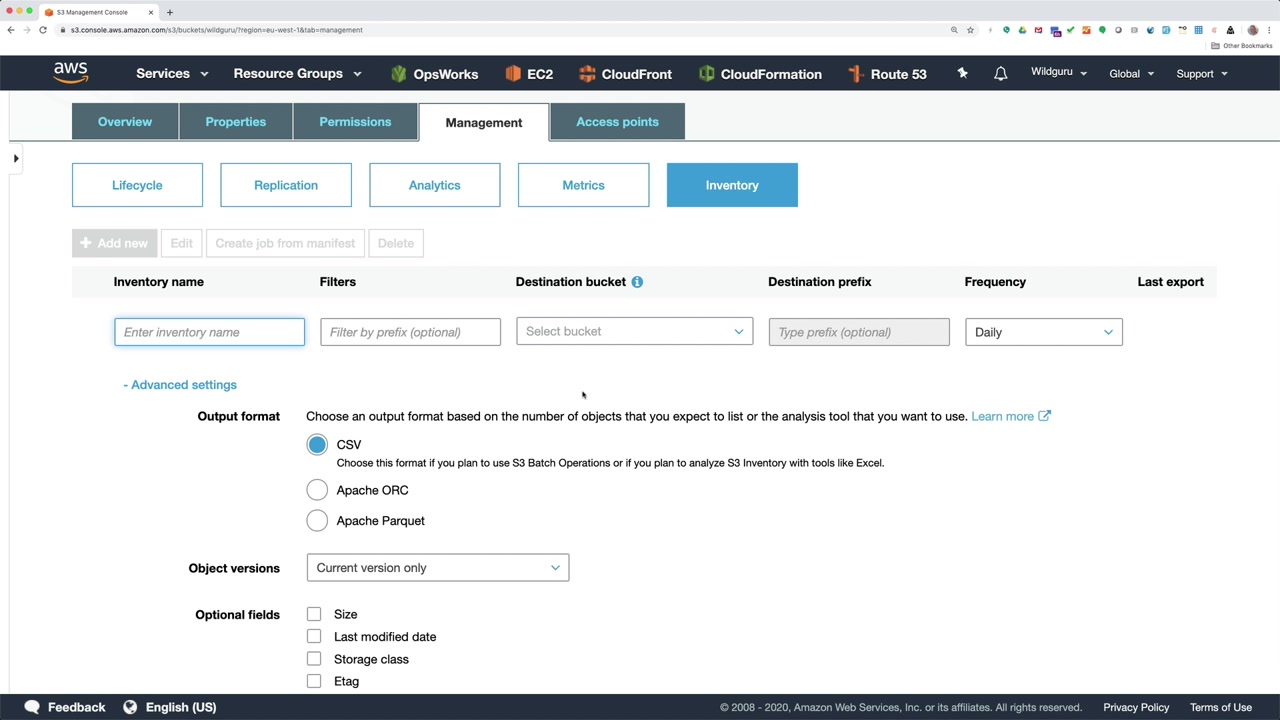 S3 Management Console
s3.console.aws.amazon.com/s3/buckets/wildguru/?region=eu-west-1&tab=management
Other Bookmarks
aws
Services
Resource Groups
OpsWorks
EC2
CloudFront
CloudFormation
Route 53
Wildguru
Global
Support
Overview
Properties
Permissions
Management
Access points
Lifecycle
Replication
Analytics
Metrics
Inventory
+ Add new
Edit
Create job from manifest
Delete
Inventory name
Filters
Destination bucket
Destination prefix
Frequency
Last export
Enter inventory name
Filter by prefix (optional)
Select bucket
Type prefix (optional)
Daily
- Advanced settings
Output format
Choose an output format based on the number of objects that you expect to list or the analysis tool that you want to use. Learn more
CSV
Choose this format if you plan to use S3 Batch Operations or if you plan to analyze S3 Inventory with tools like Excel.
Apache ORC
Apache Parquet
Object versions
Current version only
Optional fields
Size
Last modified date
Storage class
Etag
Feedback
English (US)
© 2008 - 2020, Amazon Web Services, Inc. or its affiliates. All rights reserved.
Privacy Policy
Terms of Use